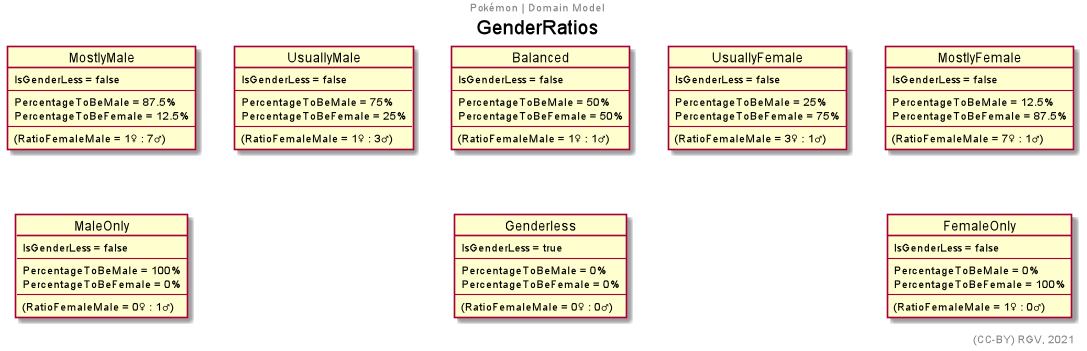 Pokémon | Domain Model
GenderRatios
MostlyMale
IsGenderLess = false
PercentageToBeMale = 87.5%
PercentageToBeFemale = 12.5%
(RatioFemaleMale = 1♀ : 7♂)
UsuallyMale
IsGenderLess = false
PercentageToBeMale = 75%
PercentageToBeFemale = 25%
(RatioFemaleMale = 1♀ : 3♂)
Balanced
IsGenderLess = false
PercentageToBeMale = 50%
PercentageToBeFemale = 50%
(RatioFemaleMale = 1♀ : 1♂)
UsuallyFemale
IsGenderLess = false
PercentageToBeMale = 25%
PercentageToBeFemale = 75%
(RatioFemaleMale = 3♀ : 1♂)
MostlyFemale
IsGenderLess = false
PercentageToBeMale = 12.5%
PercentageToBeFemale = 87.5%
(RatioFemaleMale = 7♀ : 1♂)
MaleOnly
IsGenderLess = false
PercentageToBeMale = 100%
PercentageToBeFemale = 0%
(RatioFemaleMale = 0♀ : 1♂)
Genderless
IsGenderLess = true
PercentageToBeMale = 0%
PercentageToBeFemale = 0%
(RatioFemaleMale = 0♀ : 0♂)
FemaleOnly
IsGenderLess = false
PercentageToBeMale = 0%
PercentageToBeFemale = 100%
(RatioFemaleMale = 1♀ : 0♂)
(CC-BY) RGV, 2021